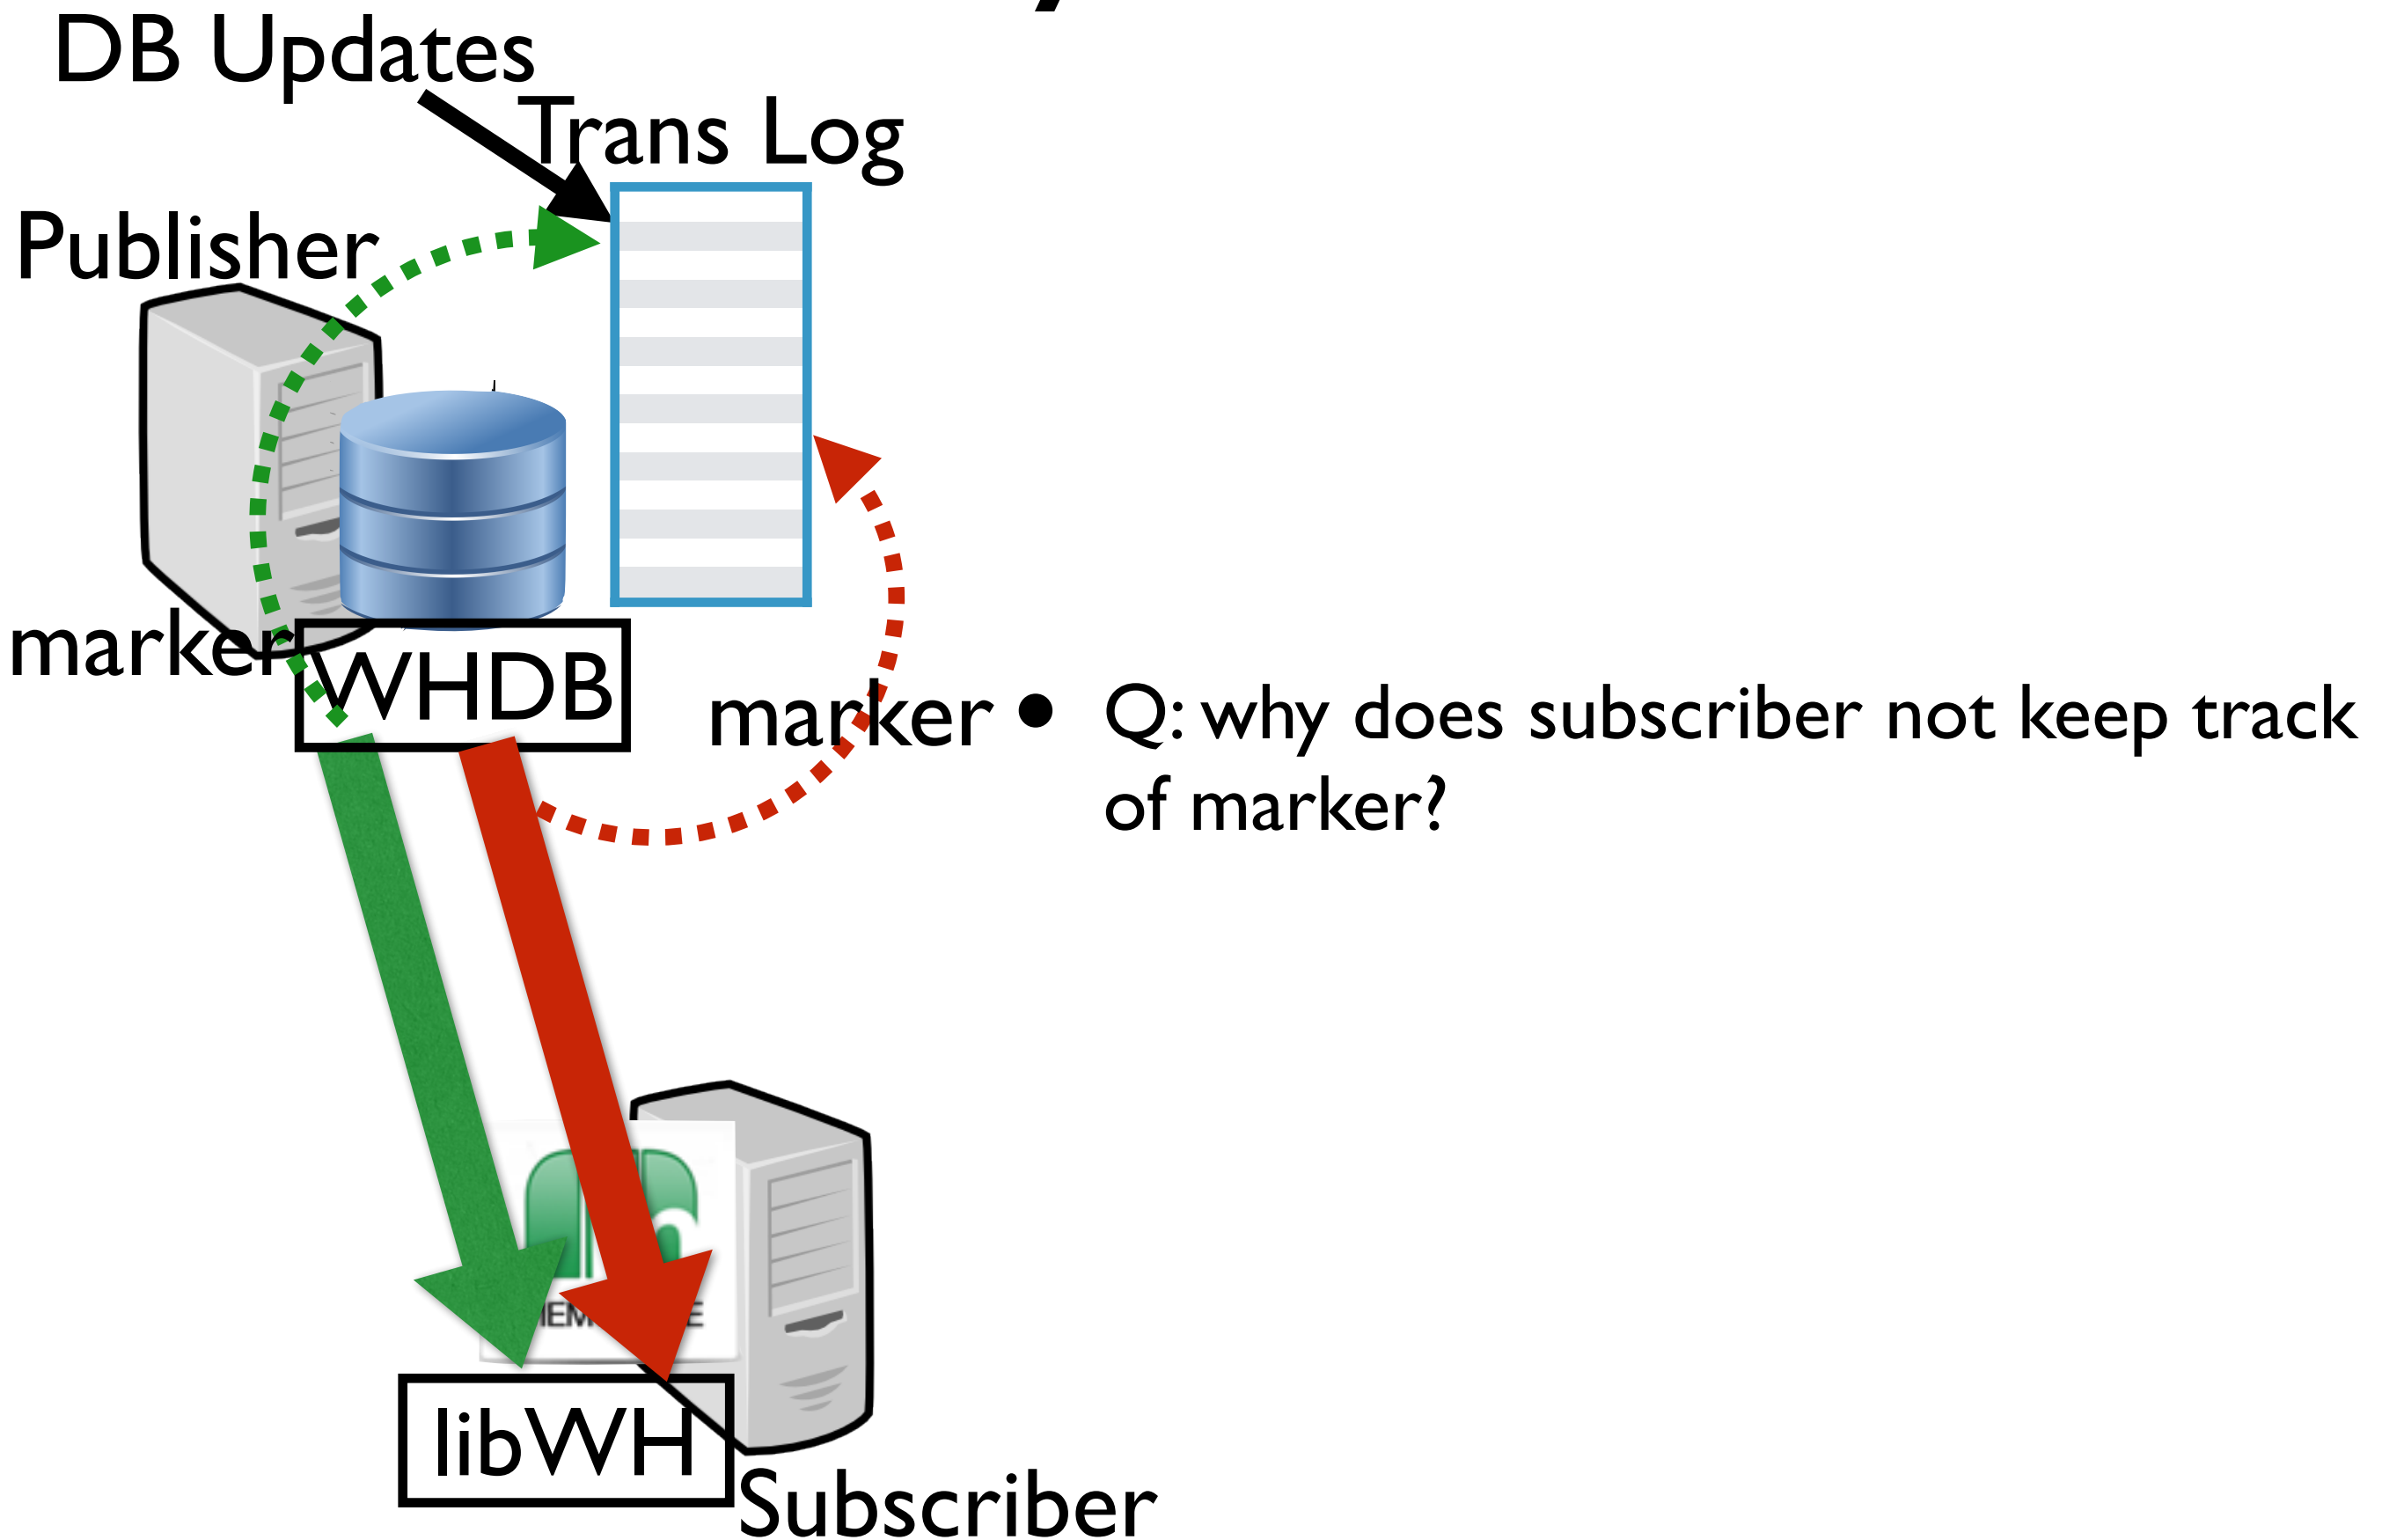 DB Updates
Trans Log
Publisher
marker
WHDB
marker
• Q: why does subscriber not keep track
of marker?
libWH
Subscriber